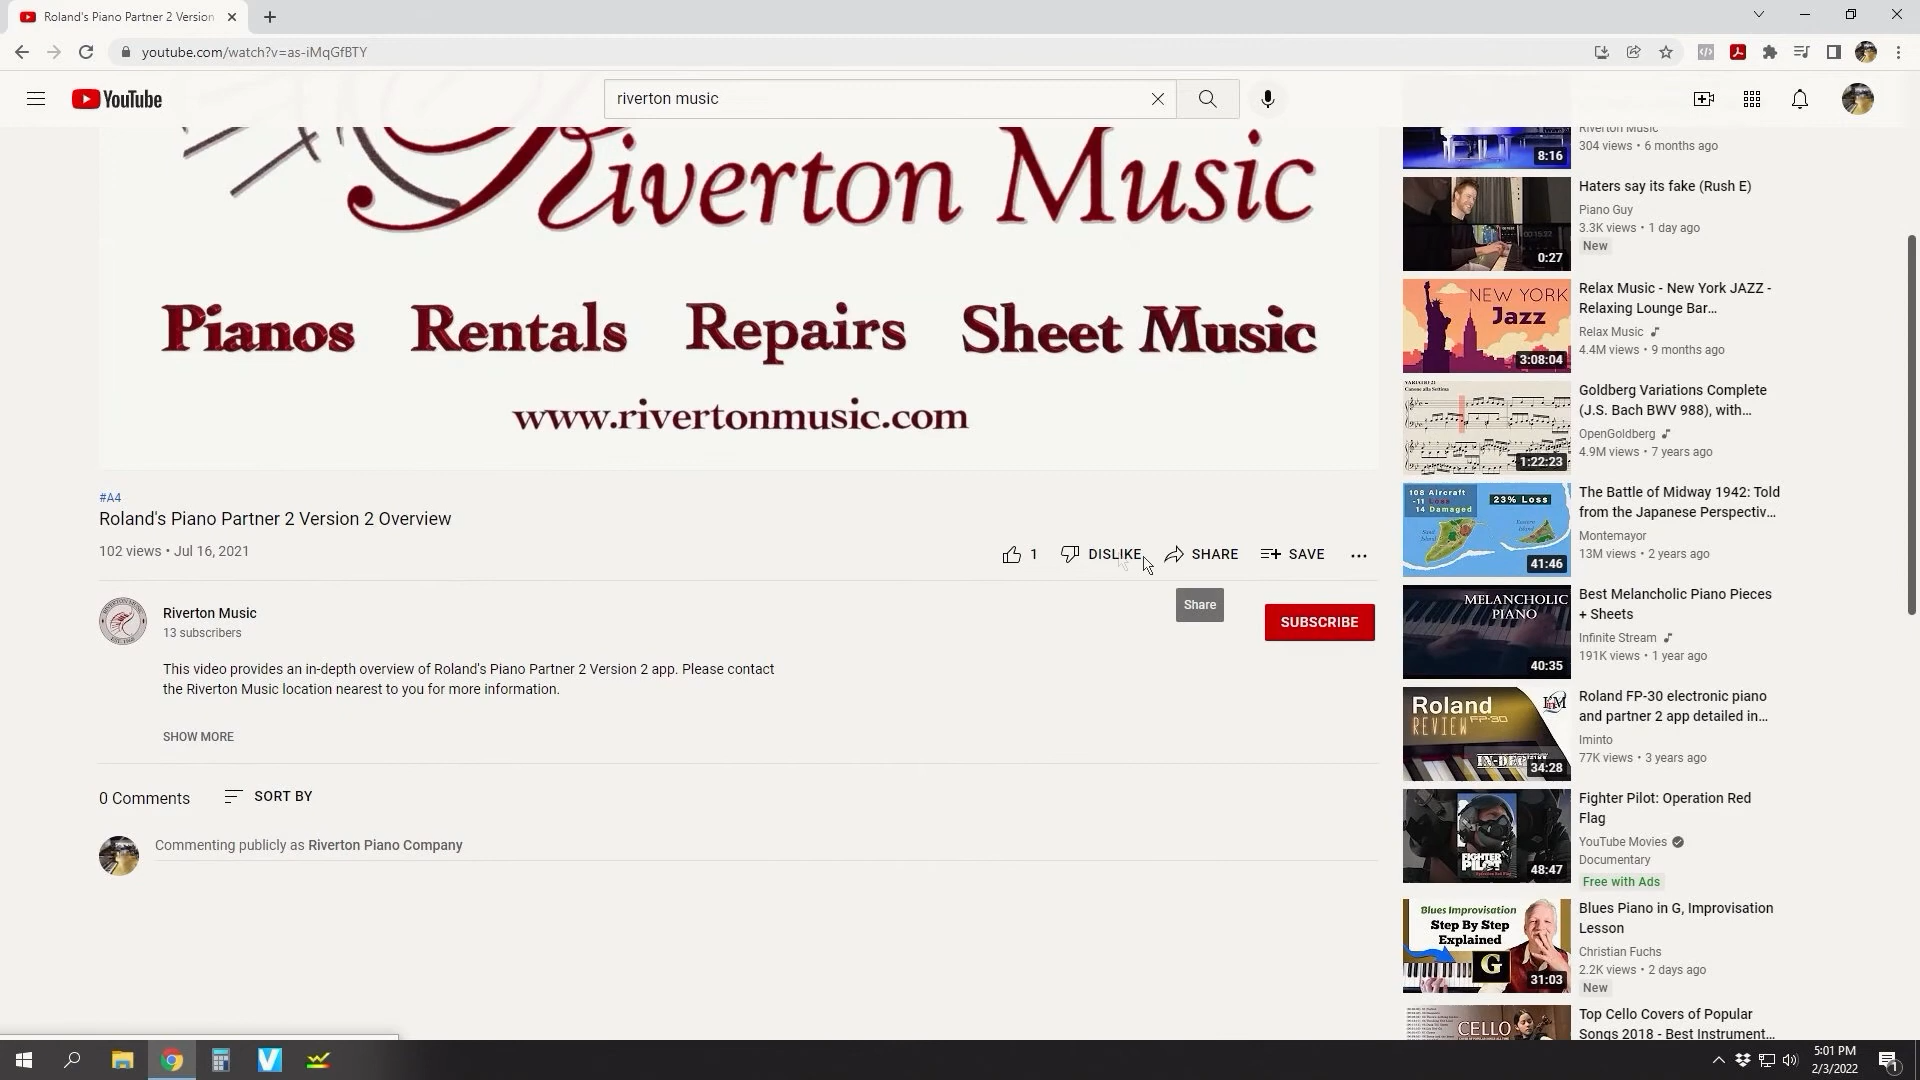 Roland's Piano Partner 2 Version
youtube.com/watch?v=as-iMqGfBTY
YouTube
riverton music
Riverton Music
Pianos Rentals Repairs Sheet Music
www.rivertonmusic.com
#A4
Roland's Piano Partner 2 Version 2 Overview
102 views • Jul 16, 2021
1 DISLIKE SHARE SAVE
Share
Riverton Music
13 subscribers
SUBSCRIBE
This video provides an in-depth overview of Roland's Piano Partner 2 Version 2 app. Please contact
the Riverton Music location nearest to you for more information.
SHOW MORE
0 Comments SORT BY
Commenting publicly as Riverton Piano Company
8:16
Riverton Music
304 views • 6 months ago
0:27
Haters say its fake (Rush E)
Piano Guy
3.3K views • 1 day ago
New
NEW YORK
Jazz
3:08:04
Relax Music - New York JAZZ -
Relaxing Lounge Bar...
Relax Music
4.4M views • 9 months ago
1:22:23
Goldberg Variations Complete
(J.S. Bach BWV 988), with...
OpenGoldberg
4.9M views • 7 years ago
108 Aircraft
-11 Loss
14 Damaged
23% Loss
41:46
The Battle of Midway 1942: Told
from the Japanese Perspectiv...
Montemayor
13M views • 2 years ago
MELANCHOLIC
PIANO
40:35
Best Melancholic Piano Pieces
+ Sheets
Infinite Stream
191K views • 1 year ago
Roland
REVIEW FP-30
IN-DEPTH
34:28
Roland FP-30 electronic piano
and partner 2 app detailed in...
Iminto
77K views • 3 years ago
FIGHTER
PILOT
48:47
Fighter Pilot: Operation Red
Flag
YouTube Movies
Documentary
Free with Ads
Blues Improvisation
Step By Step
Explained
G
31:03
Blues Piano in G, Improvisation
Lesson
Christian Fuchs
2.2K views • 2 days ago
New
CELLO
Top Cello Covers of Popular
Songs 2018 - Best Instrument...
5:01 PM
2/3/2022
1